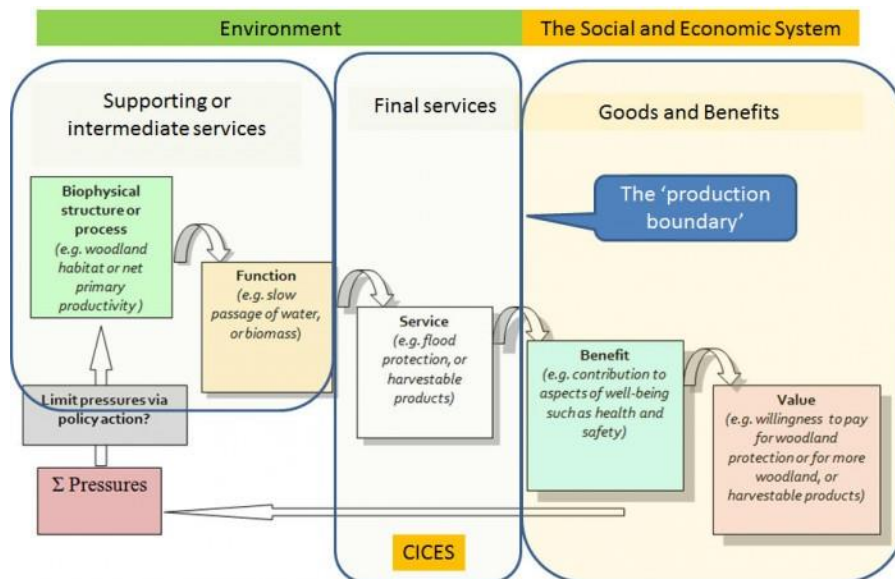 Environment
The Social and Economic System
Supporting or
intermediate services
Final services
Goods and Benefits
Biophysical
structure or
process
(e.g. woodland
habitat or net
primary
productivity )
The ‘production
boundary’
Function
(e.g. slow
passage of water,
or biomass)
Service
(e.g. flood
protection, or
harvestable
products)
Benefit
(e.g. contribution to
aspects of well-being
such as health and
safety)
Value
(e.g. willingness to pay
for woodland
protection or for more
woodland, or
harvestable products)
Limit pressures via
policy action?
Σ Pressures
CICES